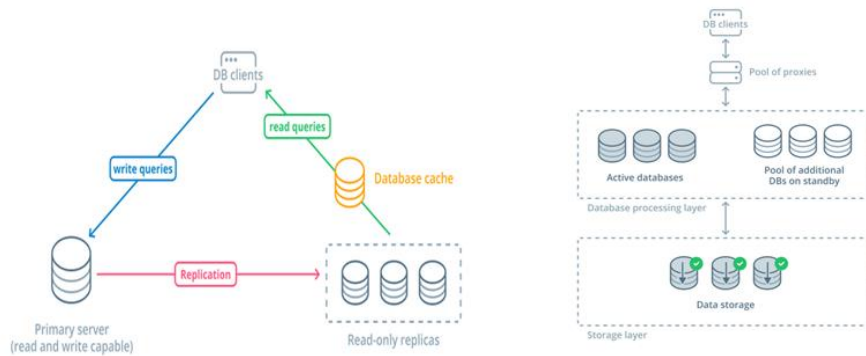 DB clients
read queries
write queries
Database cache
Replication
Primary server
(read and write capable)
Read-only replicas
DB clients
Pool of proxies
Active databases
Pool of additional
DBs on standby
Database processing layer
Data storage
Storage layer